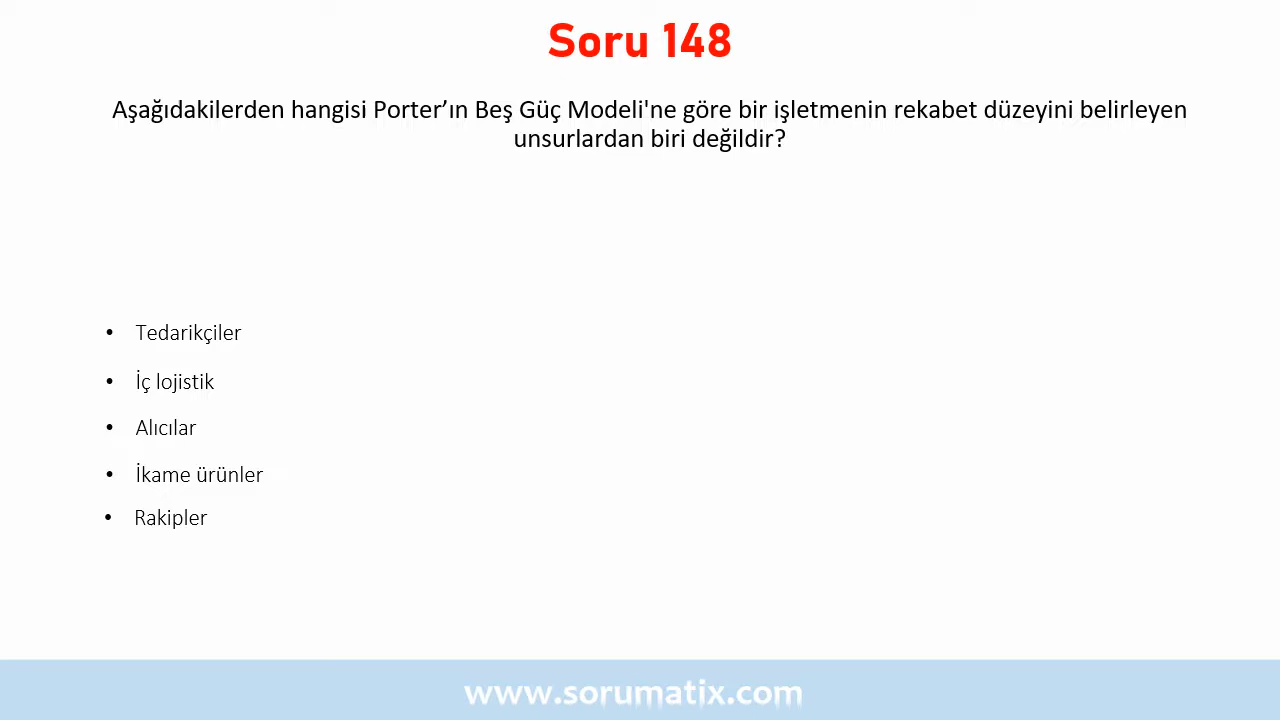 Soru 148
Aşağıdakilerden hangisi Porter’ın Beş Güç Modeli'ne göre bir işletmenin rekabet düzeyini belirleyen
unsurlardan biri değildir?
• Tedarikçiler
• İç lojistik
• Alıcılar
• İkame ürünler
• Rakipler
www.sorumatix.com